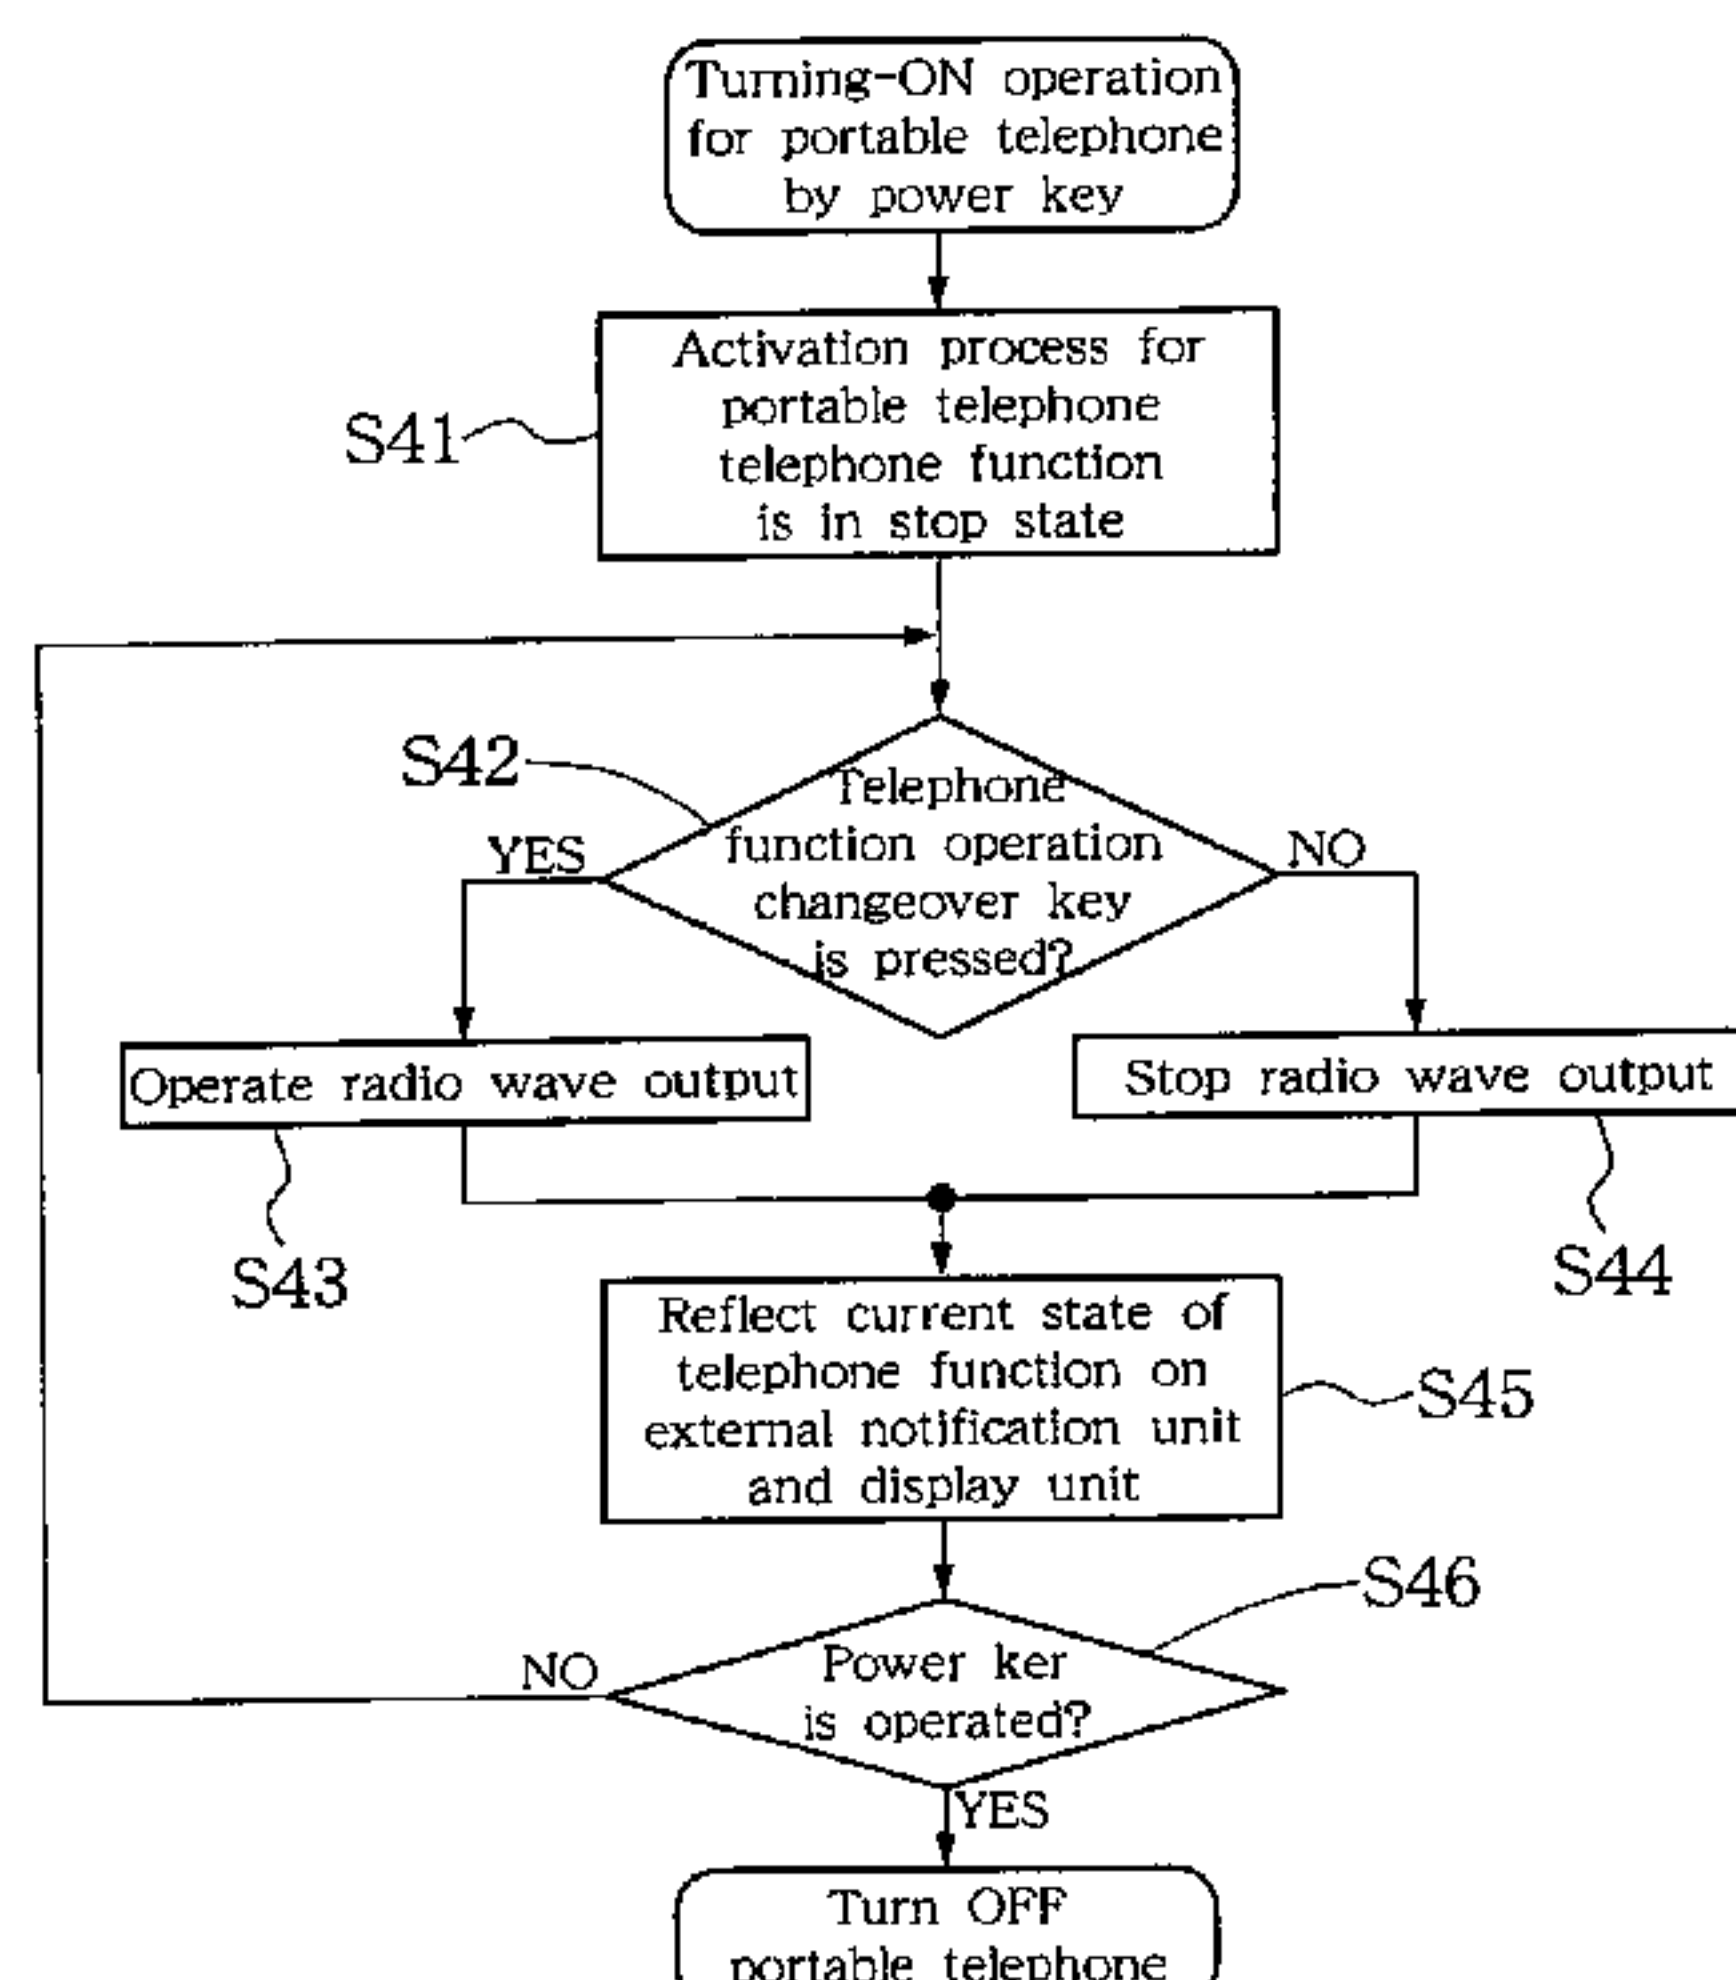 Turning-ON operation
for portable telephone
by power key
Activation process for
portable telephone
telephone function
is in stop state
S41
S42
Telephone
function operation
changeover key
is pressed?
YES
NO
Operate radio wave output
Stop radio wave output
S43
S44
Reflect current state of
telephone function on
external notification unit
and display unit
S45
S46
Power ker
is operated?
NO
YES
Turn OFF
portable telephone